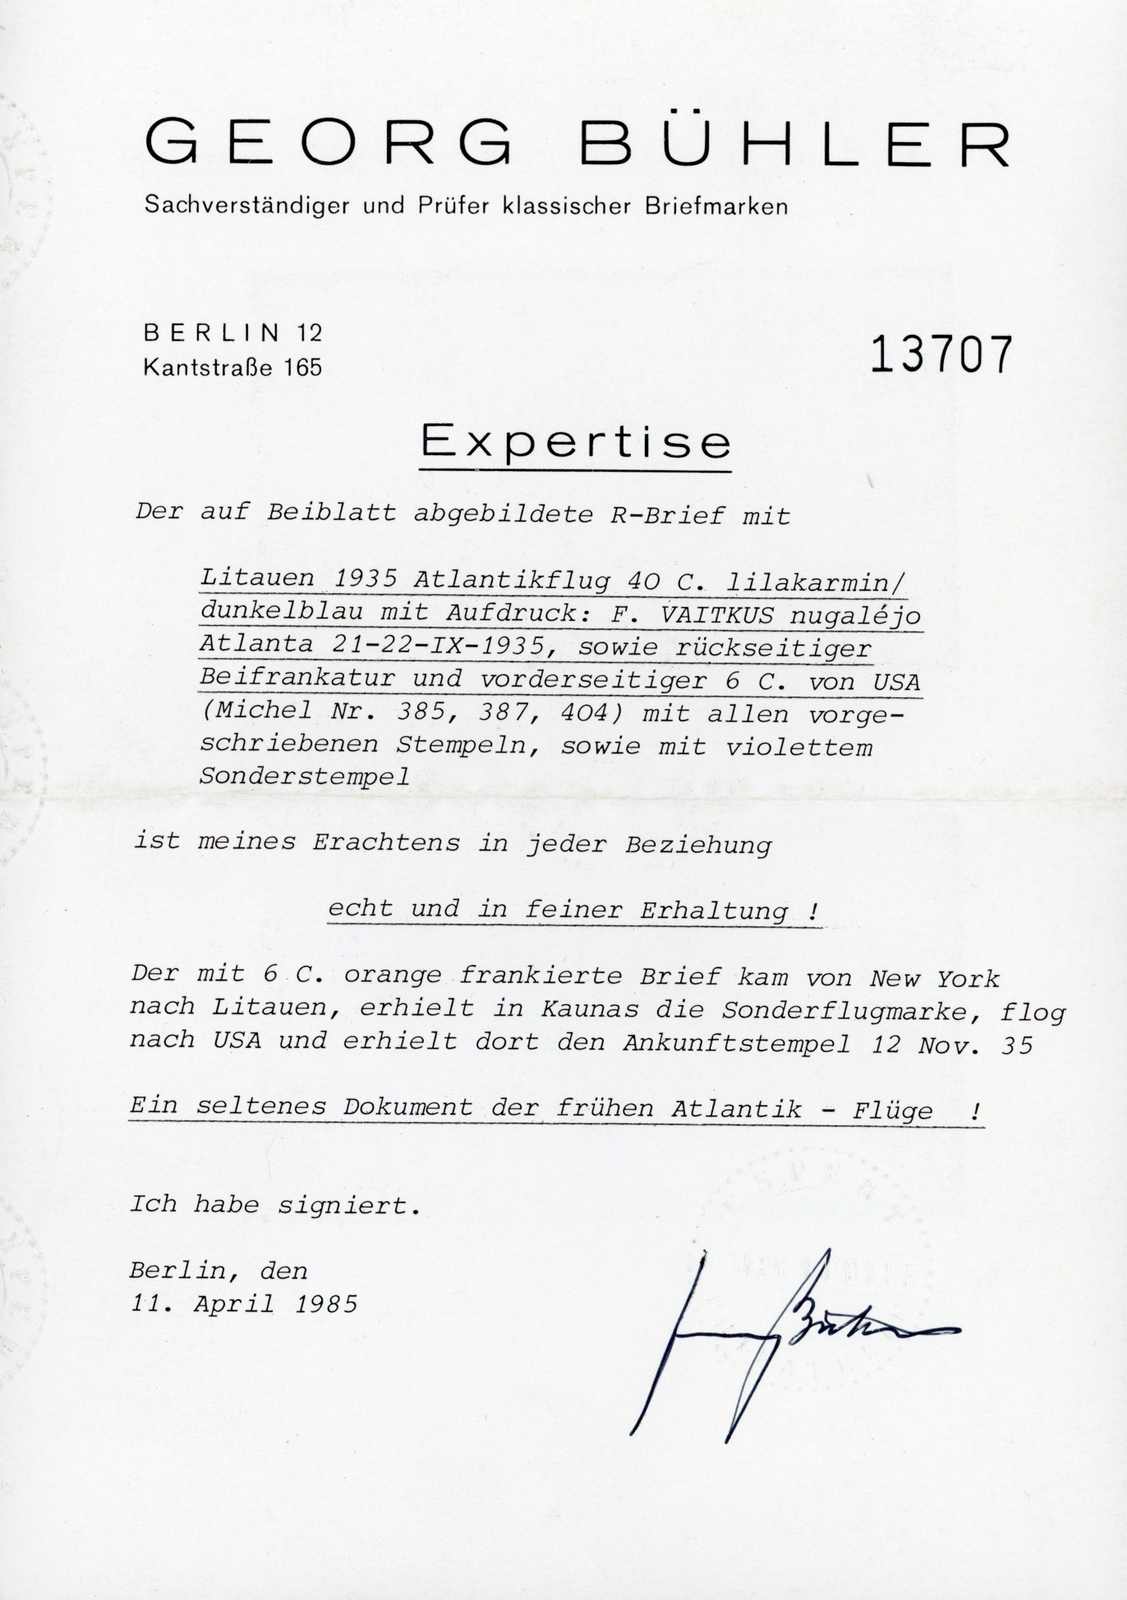 GEORG BÜHLER
Sachverständiger und Prüfer klassischer Briefmarken
BERLIN 12
Kantstraße 165
13707
Expertise
Der auf Beiblatt abgebildete R-Brief mit
Litauen 1935 Atlantikflug 40 C. lilakarmin/
dunkelblau mit Aufdruck: F. VAITKUS nugaléjo
Atlanta 21-22-IX-1935, sowie rückseitiger
Beifrankatur und vorderseitiger 6 C. von USA
(Michel Nr. 385, 387, 404) mit allen vorge-
schriebenen Stempeln, sowie mit violettem
Sonderstempel
ist meines Erachtens in jeder Beziehung
echt und in feiner Erhaltung !
Der mit 6 C. orange frankierte Brief kam von New York
nach Litauen, erhielt in Kaunas die Sonderflugmarke, flog
nach USA und erhielt dort den Ankunftstempel 12 Nov. 35
Ein seltenes Dokument der frühen Atlantik - Flüge !
Ich habe signiert.
Berlin, den
11. April 1985